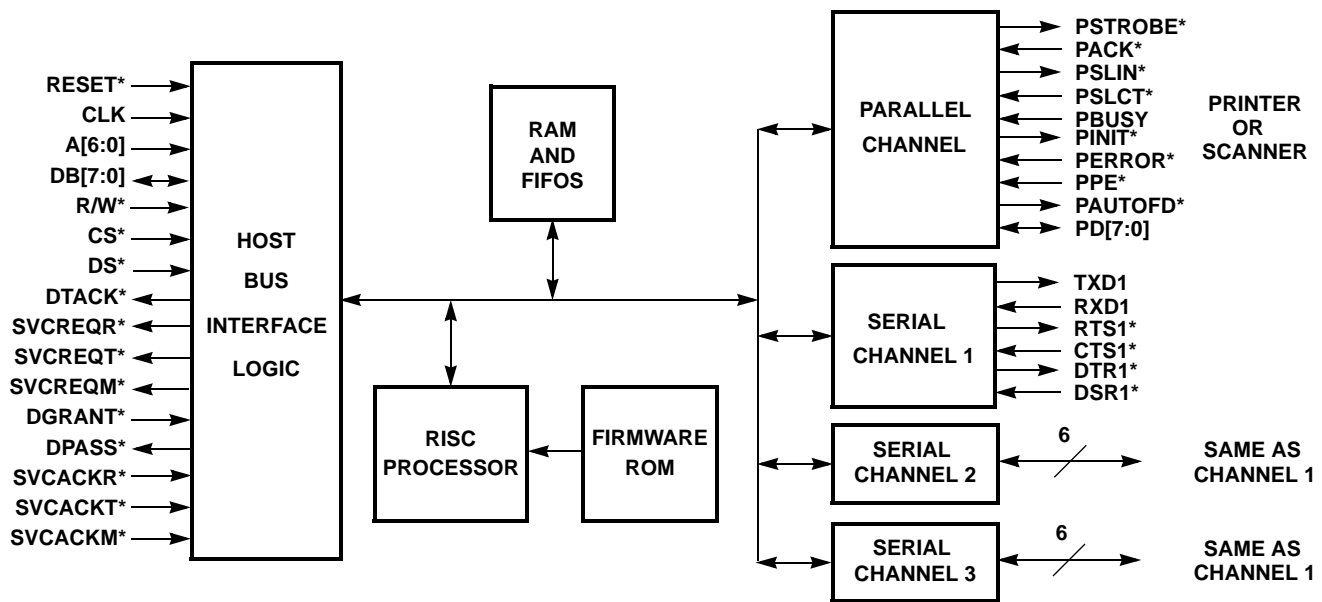 RESET*
CLK
A[6:0]
DB[7:0]
R/W*
CS*
DS*
DTACK*
SVCREQR*
SVCREQT*
SVCREQM*
DGRANT*
DPASS*
SVCACKR*
SVCACKT*
SVCACKM*
HOST
BUS
INTERFACE
LOGIC
RAM
AND
FIFOS
RISC
PROCESSOR
FIRMWARE
ROM
PARALLEL
CHANNEL
PSTROBE*
PACK*
PSLIN*
PSLCT*
PBUSY
PINIT*
PERROR*
PPE*
PAUTOFD*
PD[7:0]
PRINTER
OR
SCANNER
SERIAL
CHANNEL 1
TXD1
RXD1
RTS1*
CTS1*
DTR1*
DSR1*
SERIAL
CHANNEL 2
6
SAME AS
CHANNEL 1
SERIAL
CHANNEL 3
6
SAME AS
CHANNEL 1